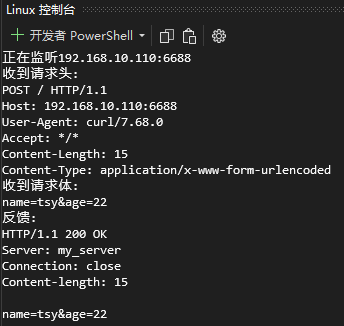 Linux 控制台
开发者 PowerShell
正在监听192.168.10.110:6688
收到请求头:
POST / HTTP/1.1
Host: 192.168.10.110:6688
User-Agent: curl/7.68.0
Accept: */*
Content-Length: 15
Content-Type: application/x-www-form-urlencoded
收到请求体:
name=tsy&age=22
反馈:
HTTP/1.1 200 OK
Server: my_server
Connection: close
Content-length: 15
name=tsy&age=22